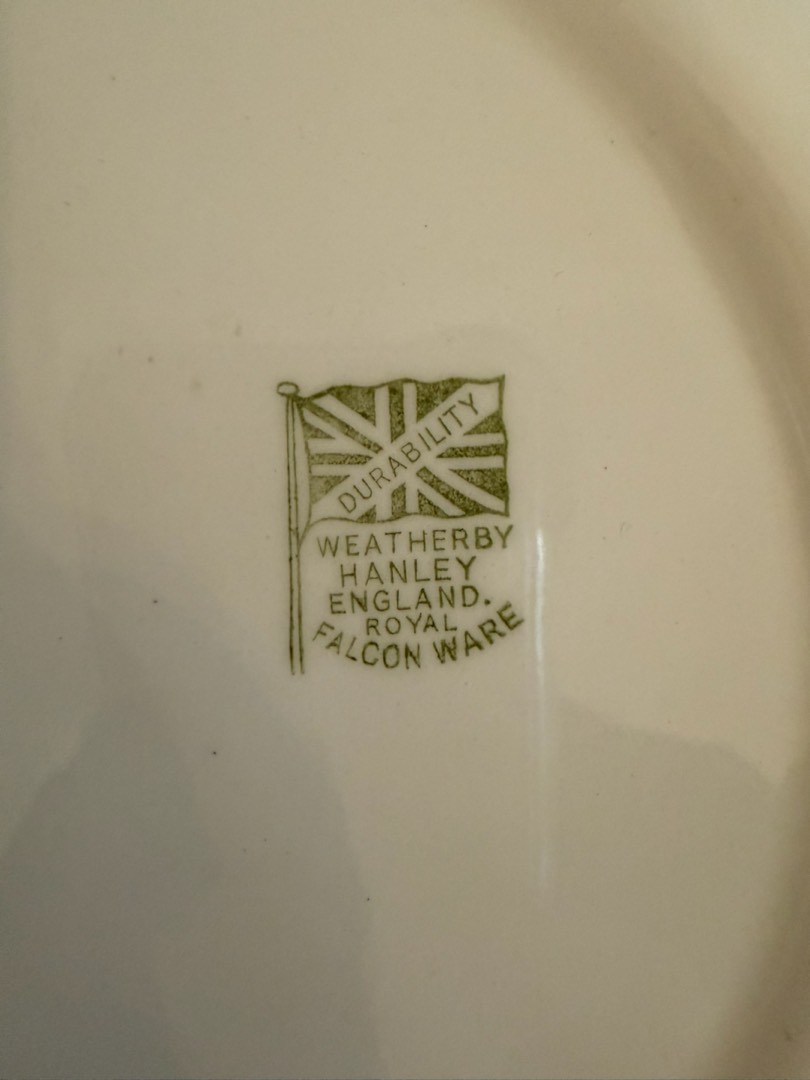 DURABILITY
WEATHERBY
HANLEY
ENGLAND.
ROYAL
FALCON WARE